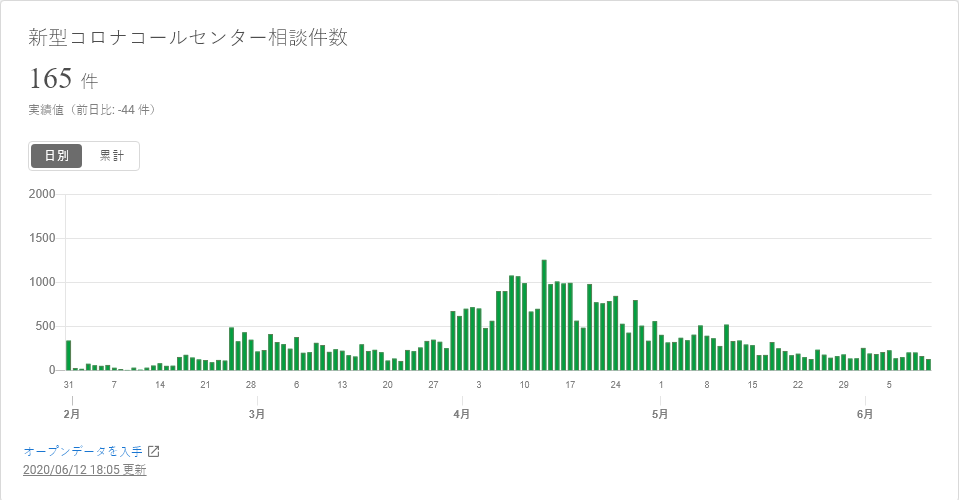 新型コロナコールセンター相談件数
165 件
実績値（前日比: -44 件）
日別 累計
2000
1500
1000
500
0
31 7 14 21 28 6 13 20 27 3 10 17 24 1 8 15 22 29 5
2月 3月 4月 5月 6月
オープンデータを入手
2020/06/12 18:05 更新